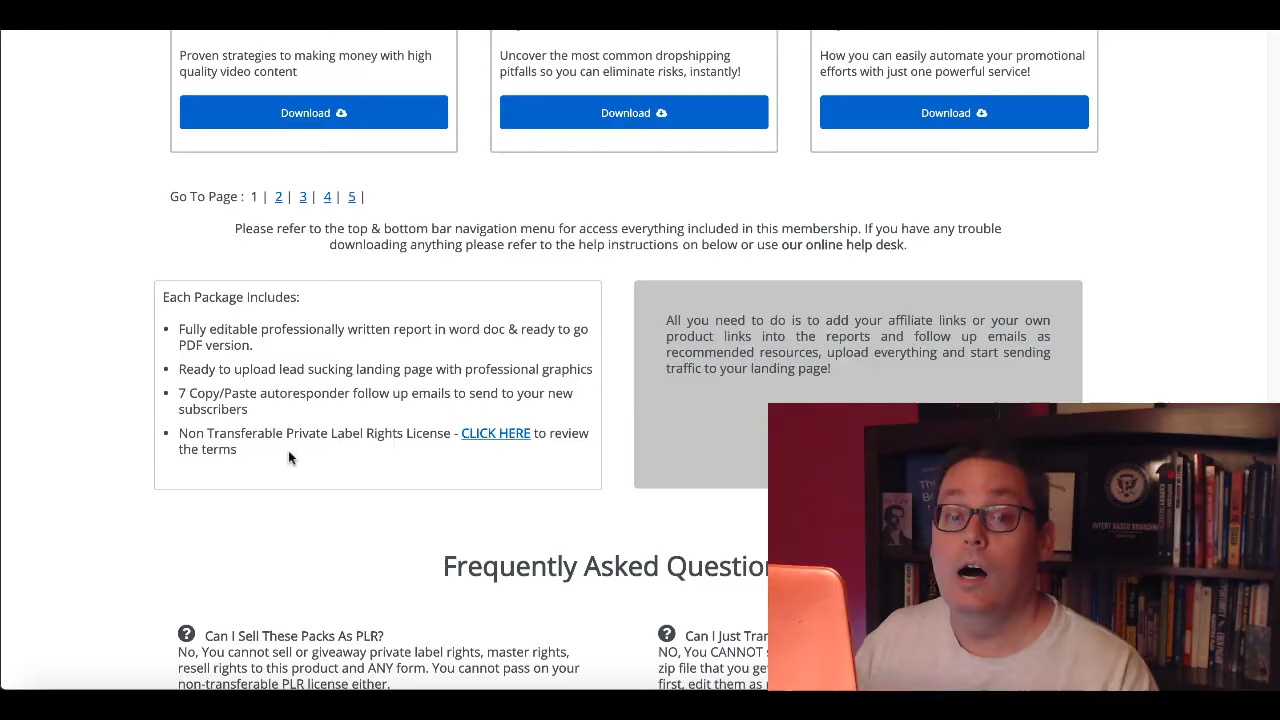 Proven strategies to making money with high
quality video content
Uncover the most common dropshipping
pitfalls so you can eliminate risks, instantly!
How you can easily automate your promotional
efforts with just one powerful service!
Download
Download
Download
Go To Page : 1 | 2 | 3 | 4 | 5 |
Please refer to the top & bottom bar navigation menu for access everything included in this membership. If you have any trouble
downloading anything please refer to the help instructions on below or use our online help desk.
Each Package Includes:
Fully editable professionally written report in word doc & ready to go
PDF version.
Ready to upload lead sucking landing page with professional graphics
7 Copy/Paste autoresponder follow up emails to send to your new
subscribers
Non Transferable Private Label Rights License - CLICK HERE to review
the terms
All you need to do is to add your affiliate links or your own
product links into the reports and follow up emails as
recommended resources, upload everything and start sending
traffic to your landing page!
Frequently Asked Question
Can I Sell These Packs As PLR?
No, You cannot sell or giveaway private label rights, master rights,
resell rights to this product and ANY form. You cannot pass on your
non-transferable PLR license either.
Can I Just Tran
NO, You CANNOT
zip file that you ge
first, edit them as
INTENT BASED BRANDING